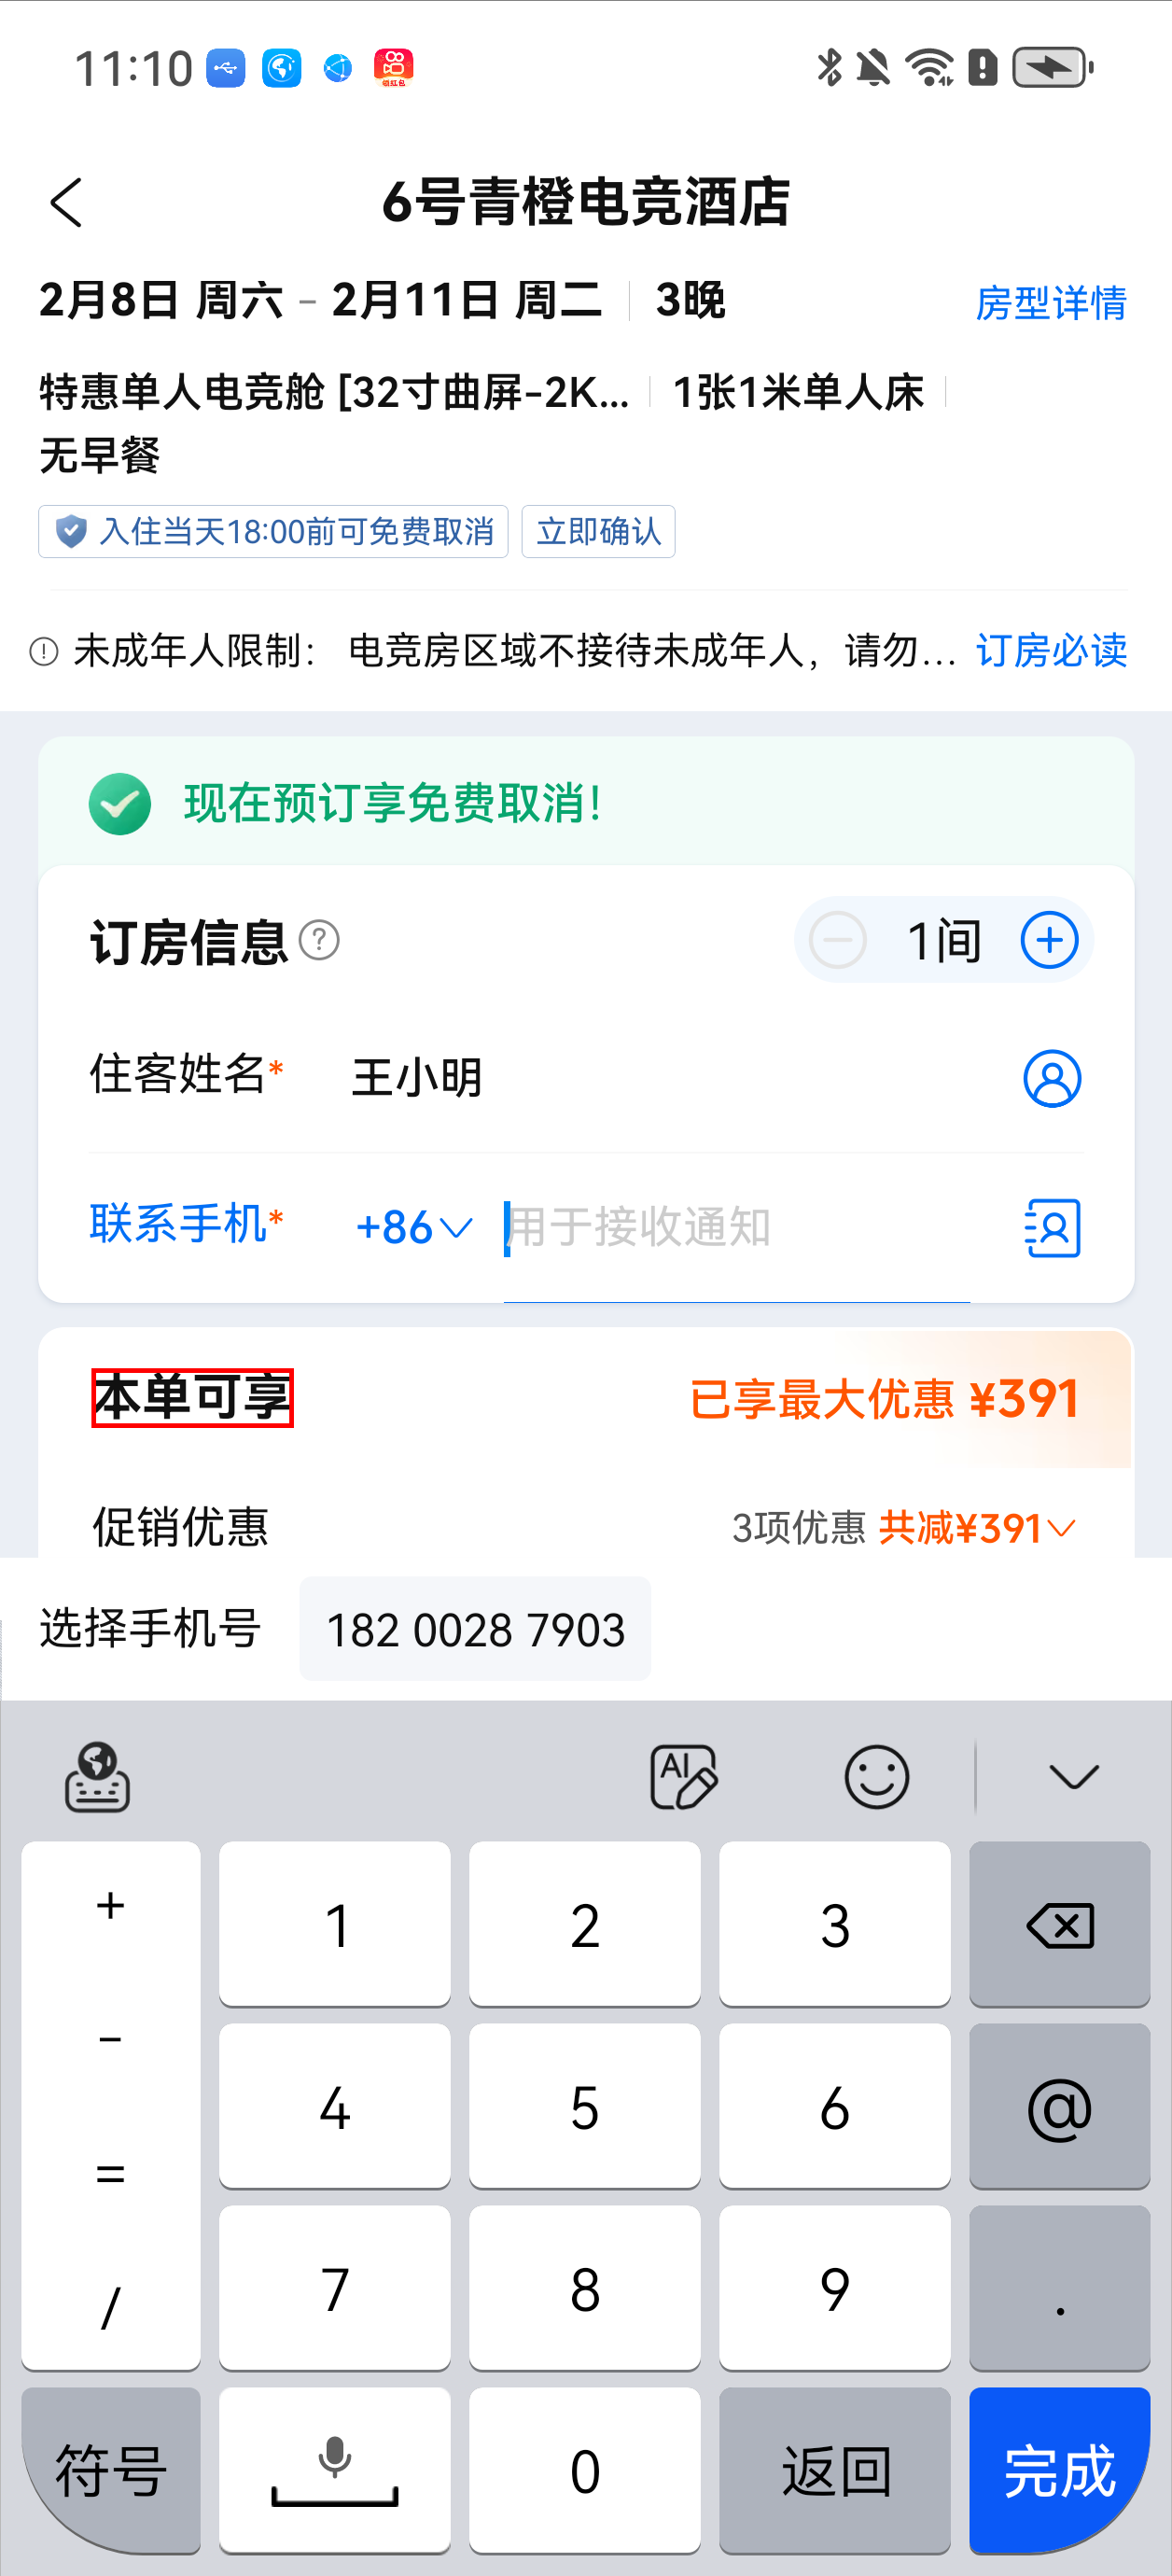 11:10
领红包
6号青橙电竞酒店
2月8日 周六 - 2月11日 周二 3晚 房型详情
特惠单人电竞舱 [32寸曲屏-2K... 1张1米单人床
无早餐
入住当天18:00前可免费取消 立即确认
未成年人限制： 电竞房区域不接待未成年人，请勿... 订房必读
现在预订享免费取消！
订房信息 ? 1间
住客姓名* 王小明
联系手机* +86 用于接收通知
本单可享 已享最大优惠 ¥391
促销优惠 3项优惠 共减¥391
选择手机号 182 0028 7903
AI
+ 1 2 3
- 4 5 6 @
=
/ 7 8 9 .
符号 0 返回 完成